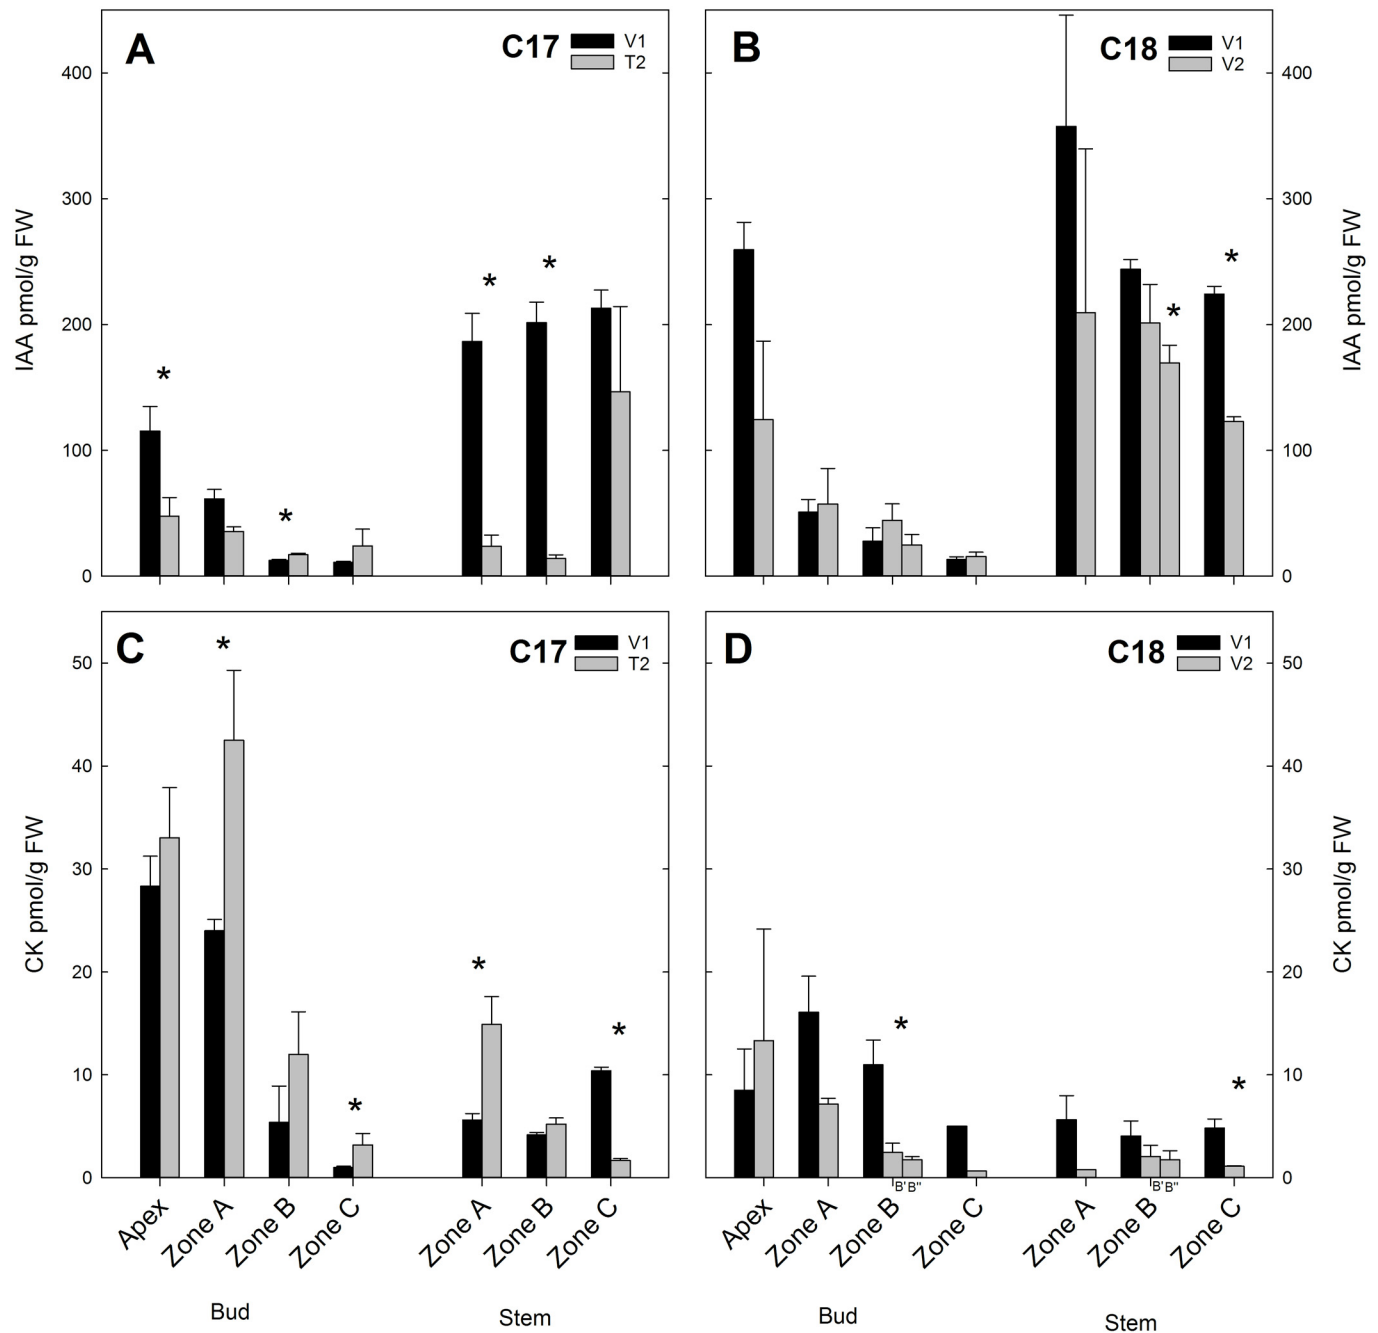 A
C17
V1
T2
B
C18
V1
V2
400
300
200
100
0
IAA pmol/g FW
*
*
*
*
*
*
400
300
200
100
0
IAA pmol/g FW
C
C17
V1
T2
D
C18
V1
V2
50
40
30
20
10
0
CK pmol/g FW
*
*
*
*
*
*
50
40
30
20
10
0
CK pmol/g FW
B' B"
B' B"
Apex
Zone A
Zone B
Zone C
Zone A
Zone B
Zone C
Apex
Zone A
Zone B
Zone C
Zone A
Zone B
Zone C
Bud
Stem
Bud
Stem